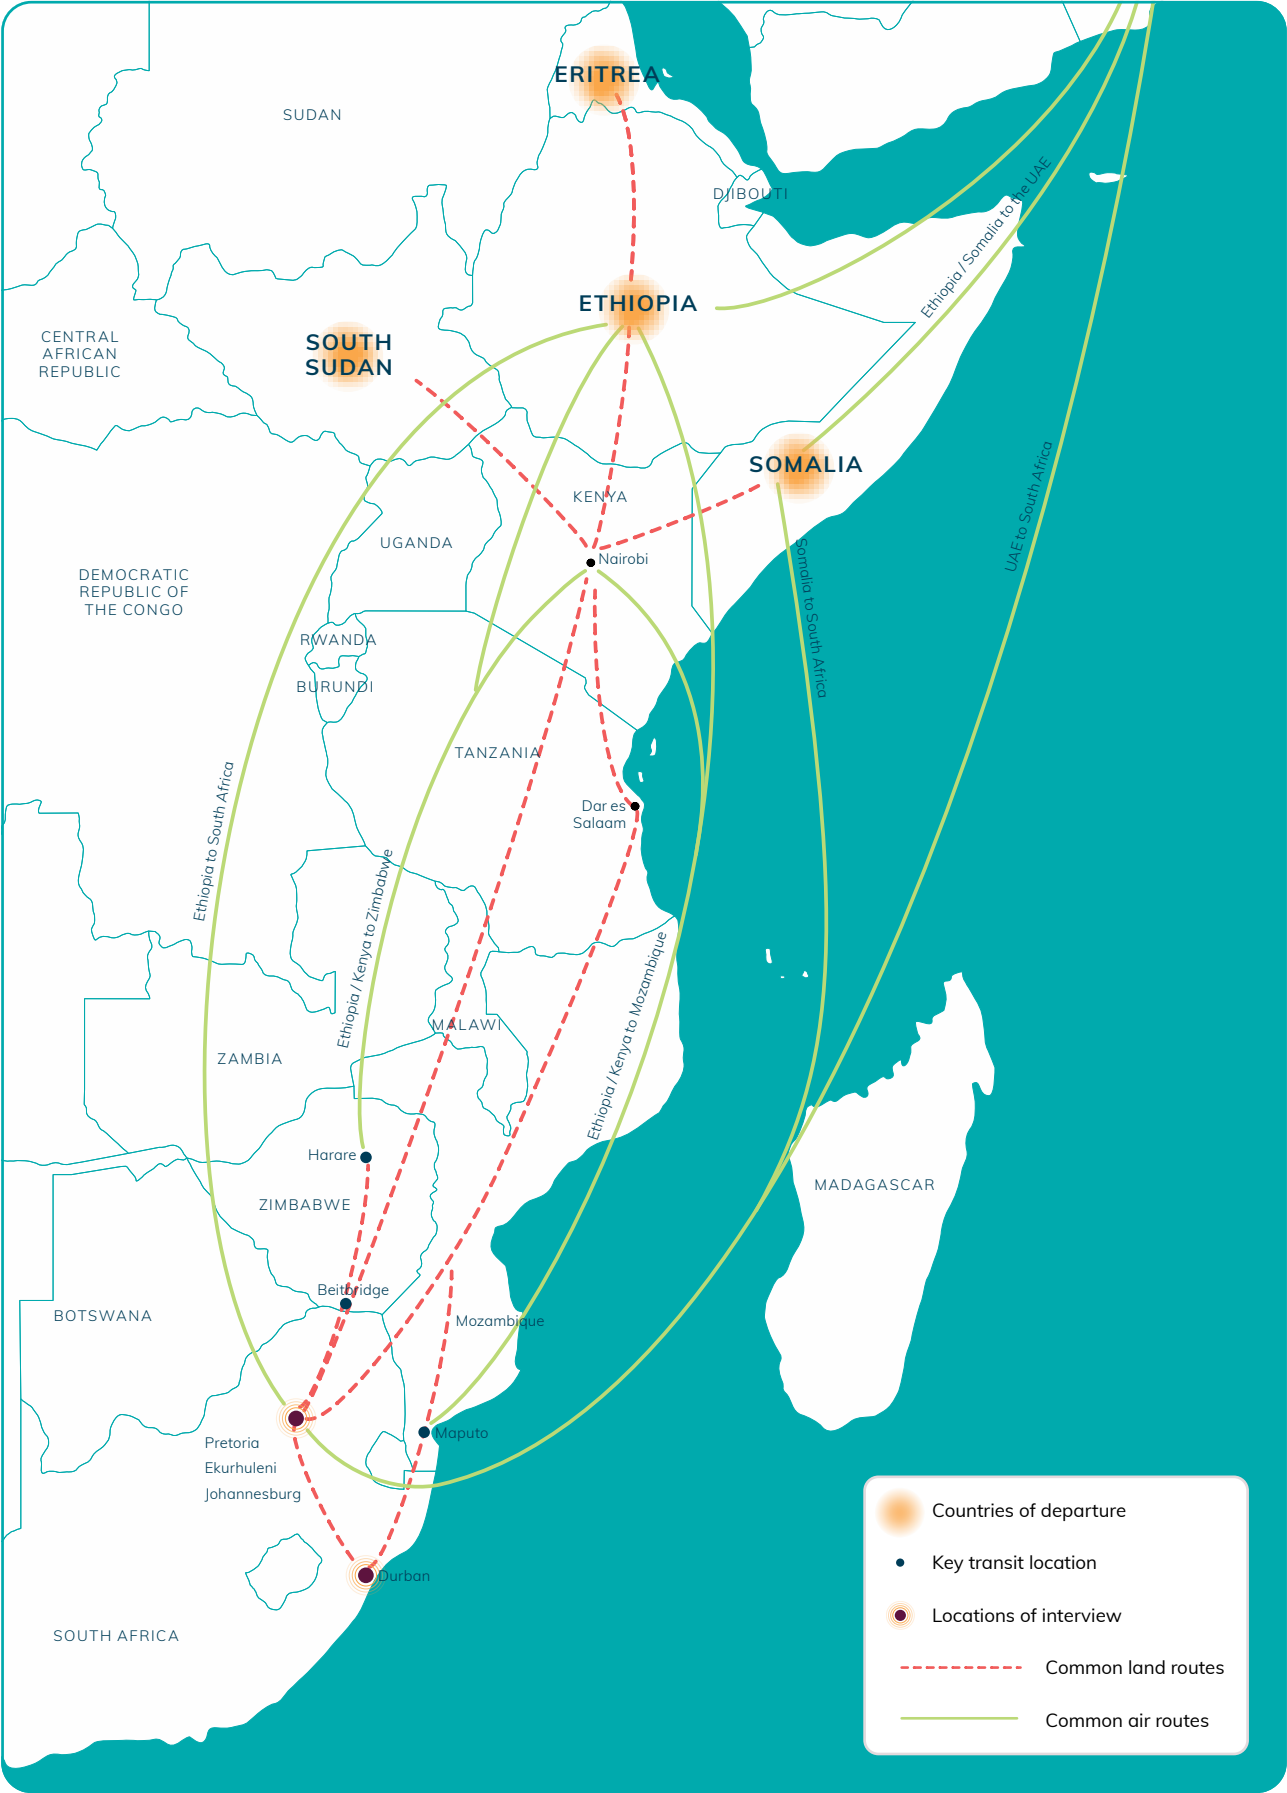 ERITREA
SUDAN
DJIBOUTI
Ethiopia / Somalia to the UAE
ETHIOPIA
CENTRAL
AFRICAN
REPUBLIC
SOUTH
SUDAN
SOMALIA
KENYA
UAE to South Africa
UGANDA
Nairobi
Somalia to South Africa
DEMOCRATIC
REPUBLIC OF
THE CONGO
RWANDA
BURUNDI
TANZANIA
Dar es
Salaam
Ethiopia to South Africa
Ethiopia / Kenya to Zimbabwe
Ethiopia / Kenya to Mozambique
MALAWI
ZAMBIA
Harare
MADAGASCAR
ZIMBABWE
Beitbridge
BOTSWANA
Mozambique
Maputo
Pretoria
Ekurhuleni
Johannesburg
Durban
SOUTH AFRICA
Countries of departure
Key transit location
Locations of interview
Common land routes
Common air routes